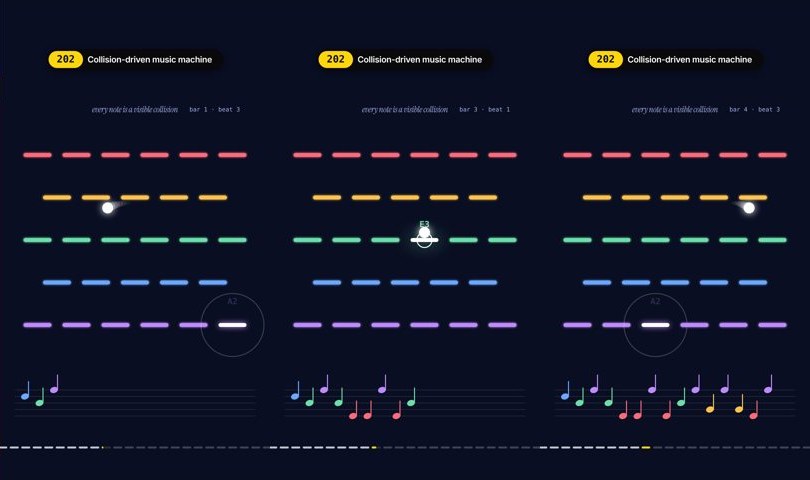 202 Collision-driven music machine
every note is a visible collision bar 1 · beat 3
A2
202 Collision-driven music machine
every note is a visible collision bar 3 · beat 1
E3
202 Collision-driven music machine
every note is a visible collision bar 4 · beat 3
A2